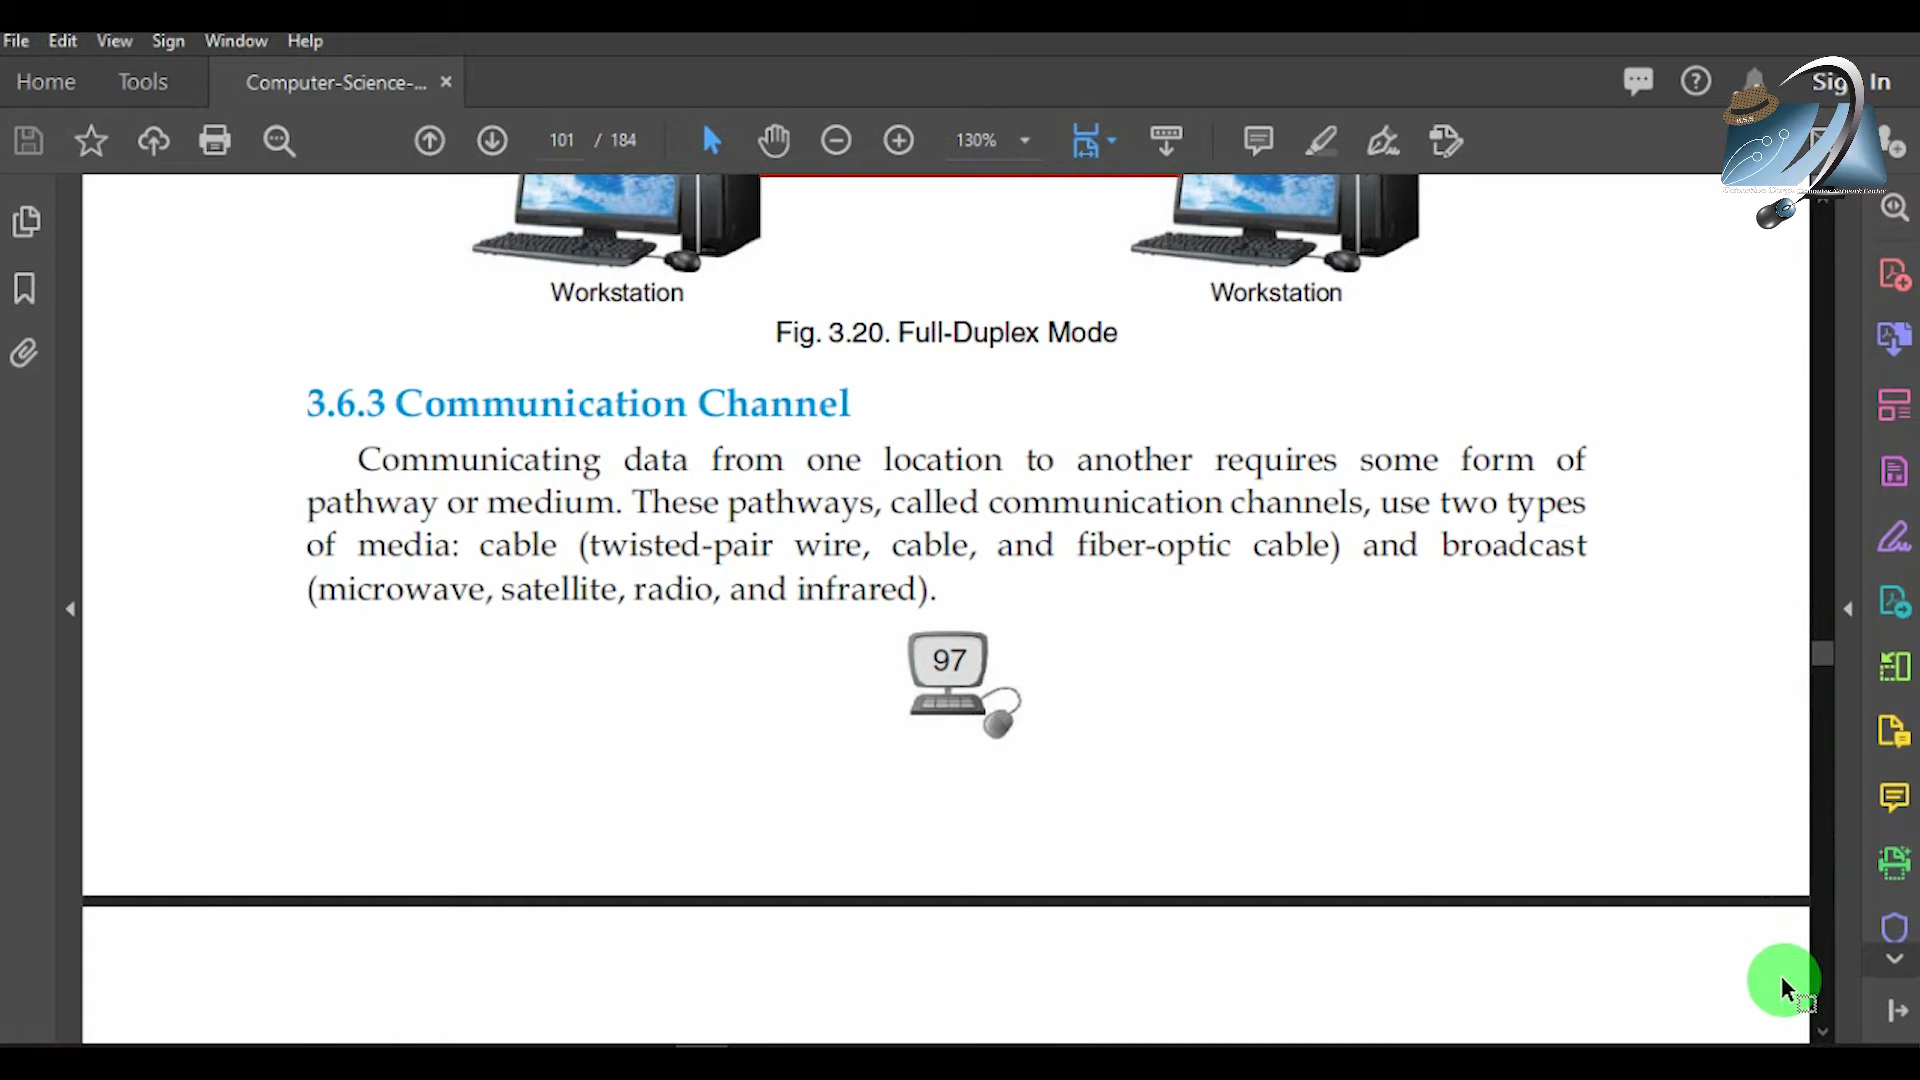 File Edit View Sign Window Help
Home Tools Computer-Science-... × Sign In
101 / 184 130%
Workstation Workstation
Fig. 3.20. Full-Duplex Mode
3.6.3 Communication Channel
Communicating data from one location to another requires some form of
pathway or medium. These pathways, called communication channels, use two types
of media: cable (twisted-pair wire, cable, and fiber-optic cable) and broadcast
(microwave, satellite, radio, and infrared).
97